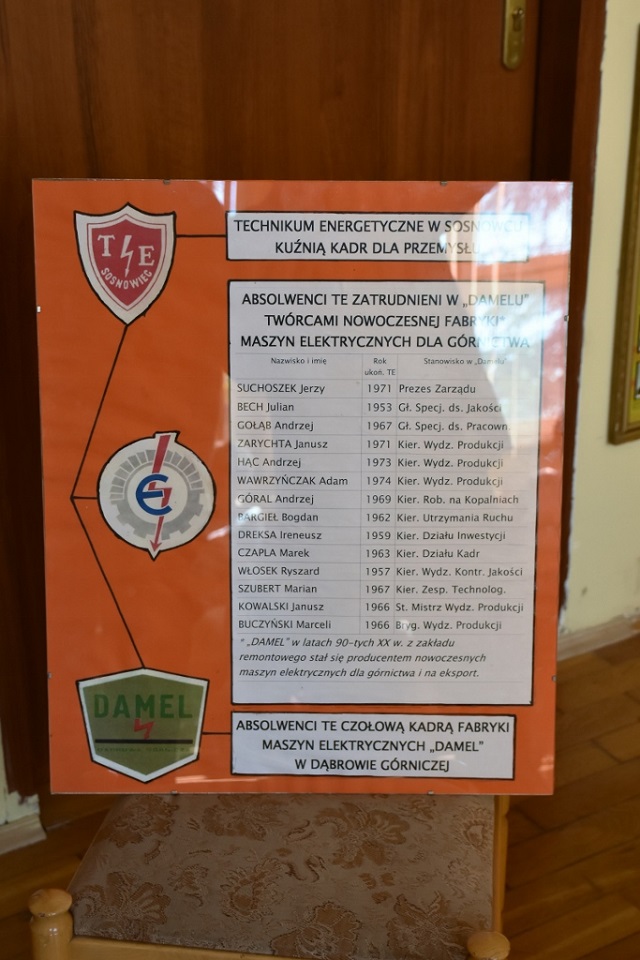 T E
SOSNOWIEC
TECHNIKUM ENERGETYCZNE W SOSNOWCU
KUŹNIĄ KADR DLA PRZEMYSŁU
ABSOLWENCI TE ZATRUDNIENI W „DAMELU”
TWÓRCAMI NOWOCZESNEJ FABRYKI*
MASZYN ELEKTRYCZNYCH DLA GÓRNICTWA
Nazwisko i imię Rok Stanowisko w „Damelu”
ukoń. TE
SUCHOSZEK Jerzy 1971 Prezes Zarządu
BECH Julian 1953 Gł. Specj. ds. Jakości
GOŁĄB Andrzej 1967 Gł. Specj. ds. Pracown.
ZARYCHTA Janusz 1971 Kier. Wydz. Produkcji
HĄC Andrzej 1973 Kier. Wydz. Produkcji
WAWRZYŃCZAK Adam 1974 Kier. Wydz. Produkcji
GÓRAL Andrzej 1969 Kier. Rob. na Kopalniach
BARGIEŁ Bogdan 1962 Kier. Utrzymania Ruchu
DREKSA Ireneusz 1959 Kier. Działu Inwestycji
CZAPLA Marek 1963 Kier. Działu Kadr
WŁOSEK Ryszard 1957 Kier. Wydz. Kontr. Jakości
SZUBERT Marian 1967 Kier. Zesp. Technolog.
KOWALSKI Janusz 1966 St. Mistrz Wydz. Produkcji
BUCZYŃSKI Marceli 1966 Bryg. Wydz. Produkcji
* „DAMEL” w latach 90-tych XX w. z zakładu
remontowego stał się producentem nowoczesnych
maszyn elektrycznych dla górnictwa i na eksport.
DAMEL
ABSOLWENCI TE CZOŁOWĄ KADRĄ FABRYKI
MASZYN ELEKTRYCZNYCH „DAMEL”
W DĄBROWIE GÓRNICZEJ